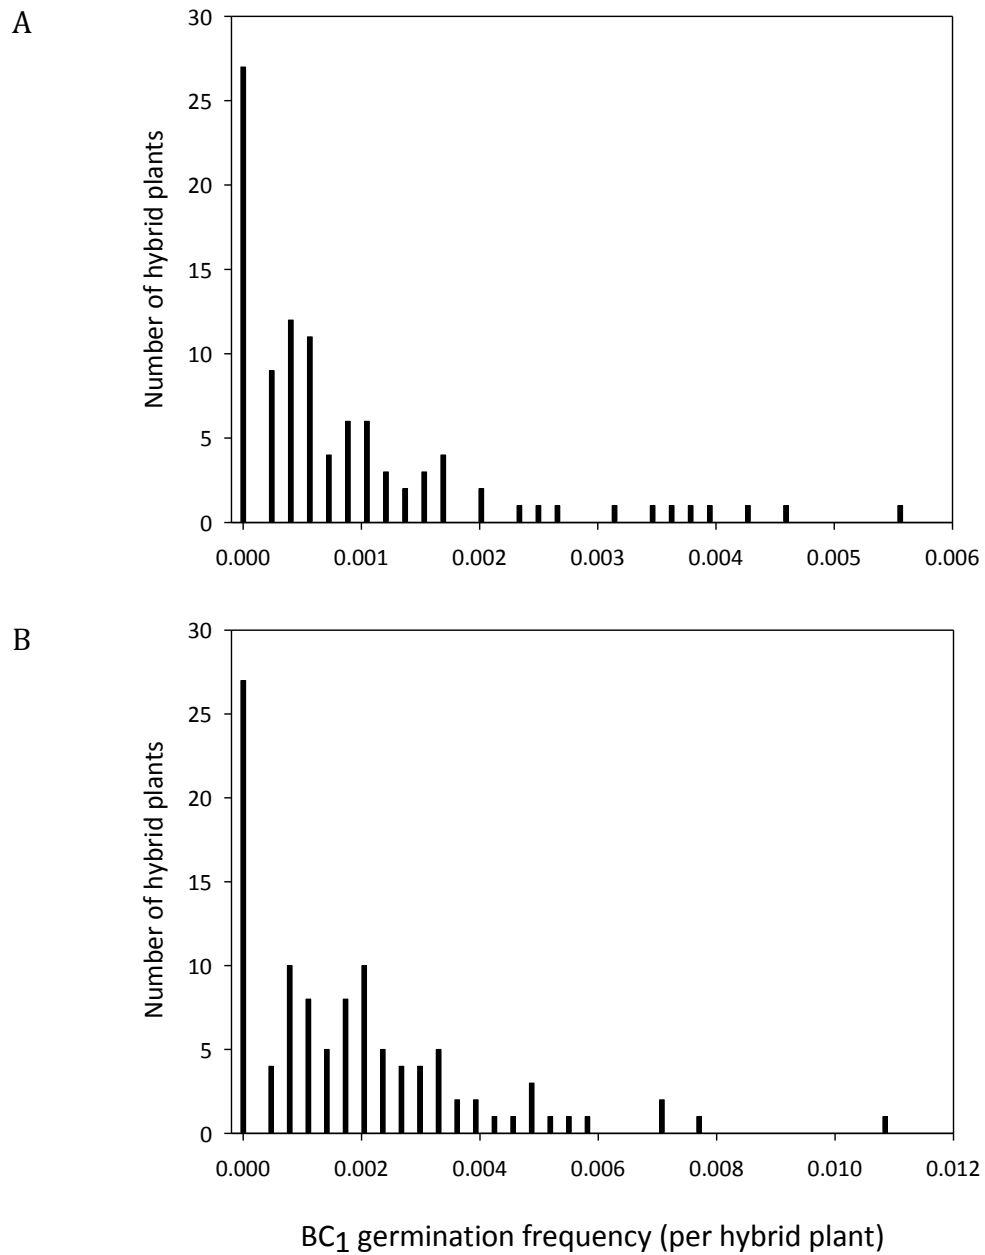 A
30
25
20
15
10
5
0
Number of hybrid plants
0.000 0.001 0.002 0.003 0.004 0.005 0.006
B
30
25
20
15
10
5
0
Number of hybrid plants
0.000 0.002 0.004 0.006 0.008 0.010 0.012
BC1 germination frequency (per hybrid plant)